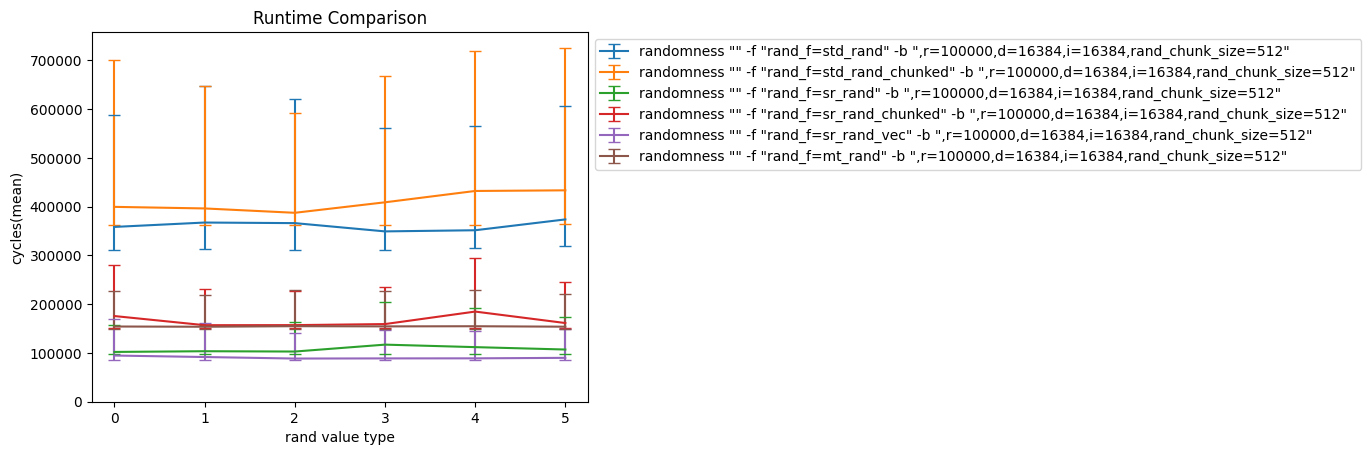 Runtime Comparison
700000
600000
500000
400000
300000
200000
100000
0
cycles(mean)
0 1 2 3 4 5
rand value type
randomness "" -f "rand_f=std_rand" -b ",r=100000,d=16384,i=16384,rand_chunk_size=512"
randomness "" -f "rand_f=std_rand_chunked" -b ",r=100000,d=16384,i=16384,rand_chunk_size=512"
randomness "" -f "rand_f=sr_rand" -b ",r=100000,d=16384,i=16384,rand_chunk_size=512"
randomness "" -f "rand_f=sr_rand_chunked" -b ",r=100000,d=16384,i=16384,rand_chunk_size=512"
randomness "" -f "rand_f=sr_rand_vec" -b ",r=100000,d=16384,i=16384,rand_chunk_size=512"
randomness "" -f "rand_f=mt_rand" -b ",r=100000,d=16384,i=16384,rand_chunk_size=512"